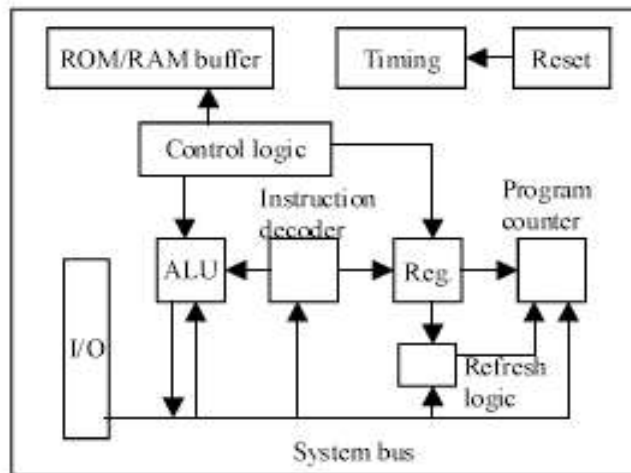 ROM/RAM buffer
Timing
Reset
Control logic
Instruction
decoder
Program
counter
ALU
Reg.
I/O
Refresh
logic
System bus